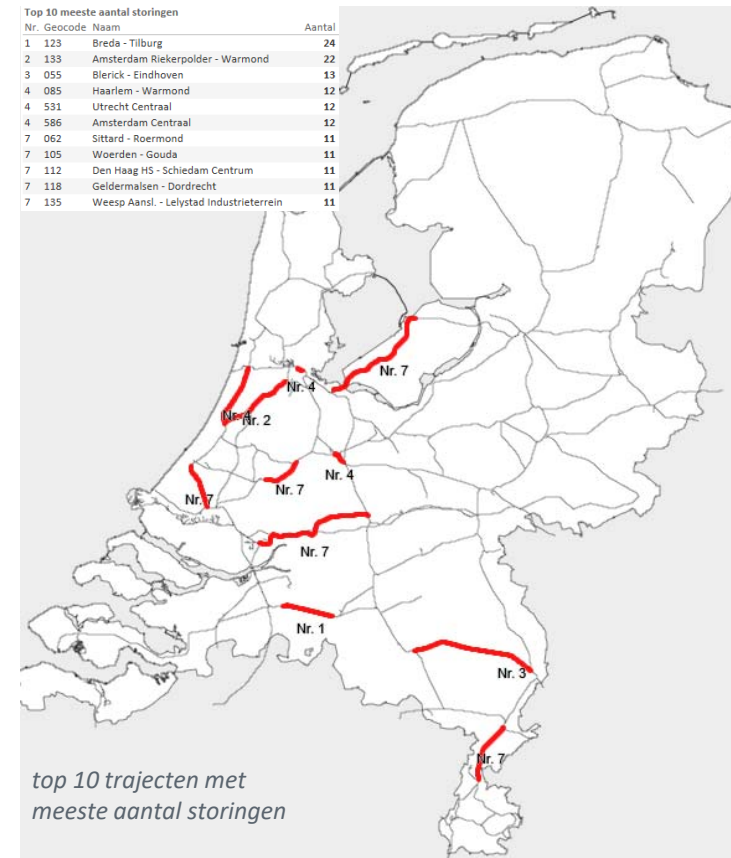 Top 10 meeste aantal storingen
Nr. Geocode Naam Aantal
1 123 Breda - Tilburg 24
2 133 Amsterdam Riekerpolder - Warmond 22
3 055 Blerick - Eindhoven 13
4 085 Haarlem - Warmond 12
4 531 Utrecht Centraal 12
4 586 Amsterdam Centraal 12
7 062 Sittard - Roermond 11
7 105 Woerden - Gouda 11
7 112 Den Haag HS - Schiedam Centrum 11
7 118 Geldermalsen - Dordrecht 11
7 135 Weesp Aansl. - Lelystad Industrieterrein 11
Nr. 7
Nr. 4
Nr. 4
Nr. 2
Nr. 4
Nr. 7
Nr. 7
Nr. 7
Nr. 1
Nr. 3
Nr. 7
top 10 trajecten met
meeste aantal storingen